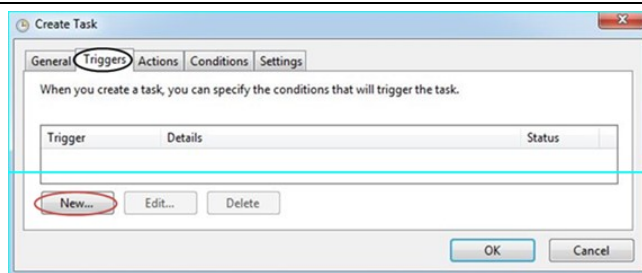 Create Task
General Triggers Actions Conditions Settings
When you create a task, you can specify the conditions that will trigger the task.
Trigger Details Status
New... Edit... Delete
OK Cancel